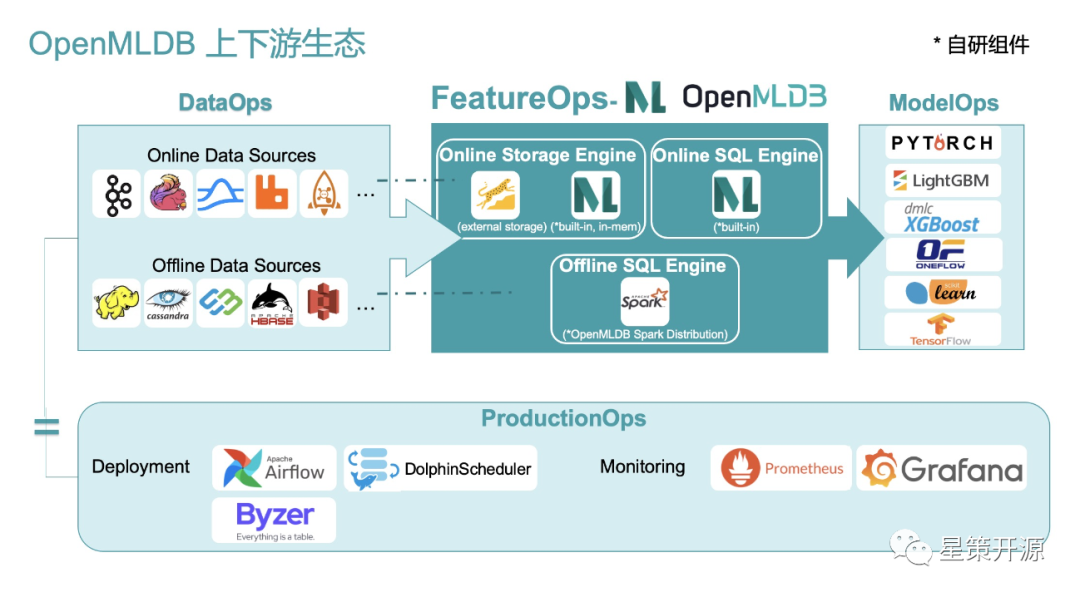 OpenMLDB 上下游生态
* 自研组件
DataOps
Online Data Sources
...
Offline Data Sources
cassandra
APACHE
HBASE
...
FeatureOps- OpenMLDB
Online Storage Engine
(external storage) (*built-in, in-mem)
Online SQL Engine
(*built-in)
Offline SQL Engine
APACHE
Spark
(*OpenMLDB Spark Distribution)
ModelOps
PYTORCH
LightGBM
dmlc
XGBoost
ONEFLOW
learn
TensorFlow
ProductionOps
Deployment
Apache
Airflow
DolphinScheduler
Byzer
Everything is a table.
Monitoring
Prometheus
Grafana
星策开源